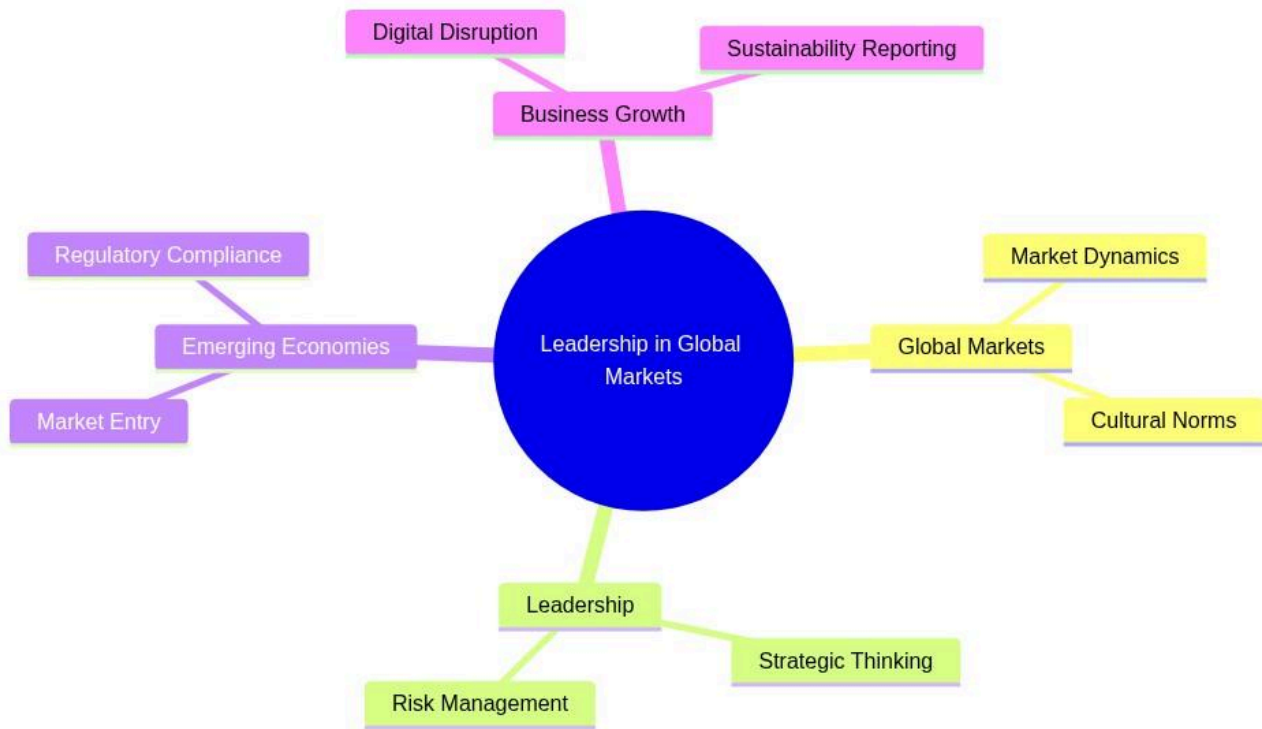 Digital Disruption
Sustainability Reporting
Business Growth
Regulatory Compliance
Market Dynamics
Emerging Economies
Leadership in Global
Markets
Global Markets
Market Entry
Cultural Norms
Leadership
Strategic Thinking
Risk Management